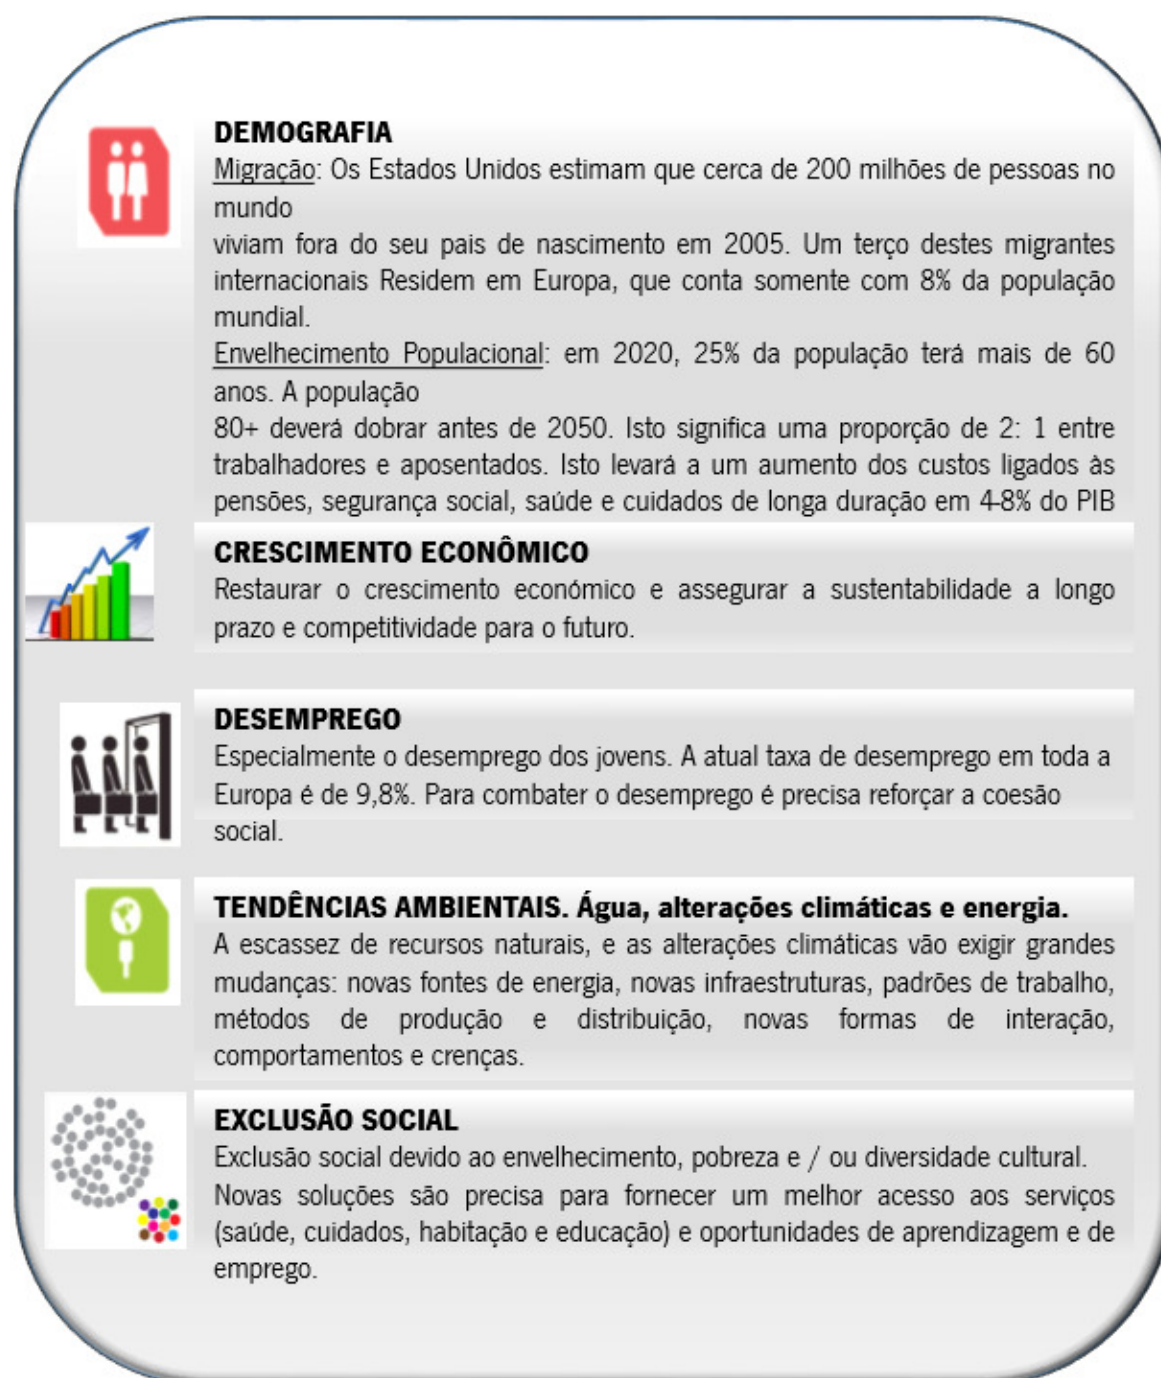 DEMOGRAFIA
Migração: Os Estados Unidos estimam que cerca de 200 milhões de pessoas no
mundo
viviam fora do seu pais de nascimento em 2005. Um terço destes migrantes
internacionais Residem em Europa, que conta somente com 8% da população
mundial.
Envelhecimento Populacional: em 2020, 25% da população terá mais de 60
anos. A população
80+ deverá dobrar antes de 2050. Isto significa uma proporção de 2: 1 entre
trabalhadores e aposentados. Isto levará a um aumento dos custos ligados às
pensões, segurança social, saúde e cuidados de longa duração em 4-8% do PIB
CRESCIMENTO ECONÔMICO
Restaurar o crescimento económico e assegurar a sustentabilidade a longo
prazo e competitividade para o futuro.
DESEMPREGO
Especialmente o desemprego dos jovens. A atual taxa de desemprego em toda a
Europa é de 9,8%. Para combater o desemprego é precisa reforçar a coesão
social.
TENDÊNCIAS AMBIENTAIS. Água, alterações climáticas e energia.
A escassez de recursos naturais, e as alterações climáticas vão exigir grandes
mudanças: novas fontes de energia, novas infraestruturas, padrões de trabalho,
métodos de produção e distribuição, novas formas de interação,
comportamentos e crenças.
EXCLUSÃO SOCIAL
Exclusão social devido ao envelhecimento, pobreza e / ou diversidade cultural.
Novas soluções são precisa para fornecer um melhor acesso aos serviços
(saúde, cuidados, habitação e educação) e oportunidades de aprendizagem e de
emprego.